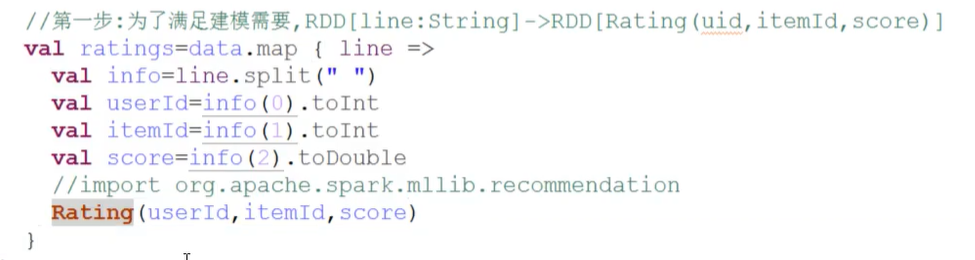 //第一步:为了满足建模需要,RDD[line:String]->RDD[Rating(uid,itemId,score)]
val ratings=data.map { line =>
  val info=line.split(" ")
  val userId=info(0).toInt
  val itemId=info(1).toInt
  val score=info(2).toDouble
  //import org.apache.spark.mllib.recommendation
  Rating(userId,itemId,score)
}